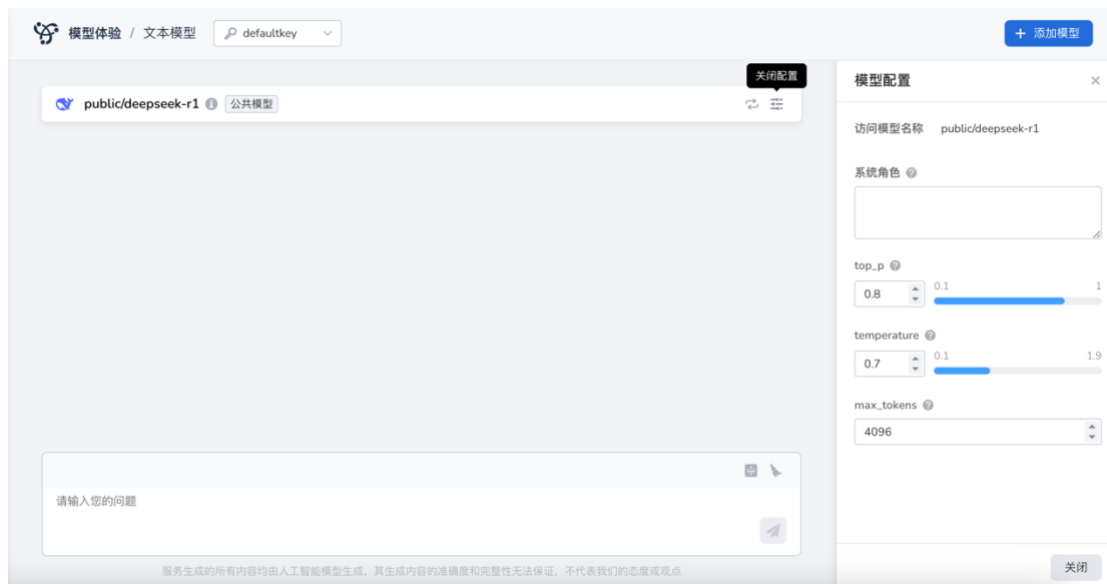 模型体验 / 文本模型
defaultkey
+ 添加模型
关闭配置
public/deepseek-r1
公共模型
请输入您的问题
服务生成的所有内容均由人工智能模型生成，其生成内容的准确度和完整性无法保证，不代表我们的态度或观点
模型配置
访问模型名称 public/deepseek-r1
系统角色
top_p
0.8 0.1 1
temperature
0.7 0.1 1.9
max_tokens
4096
关闭